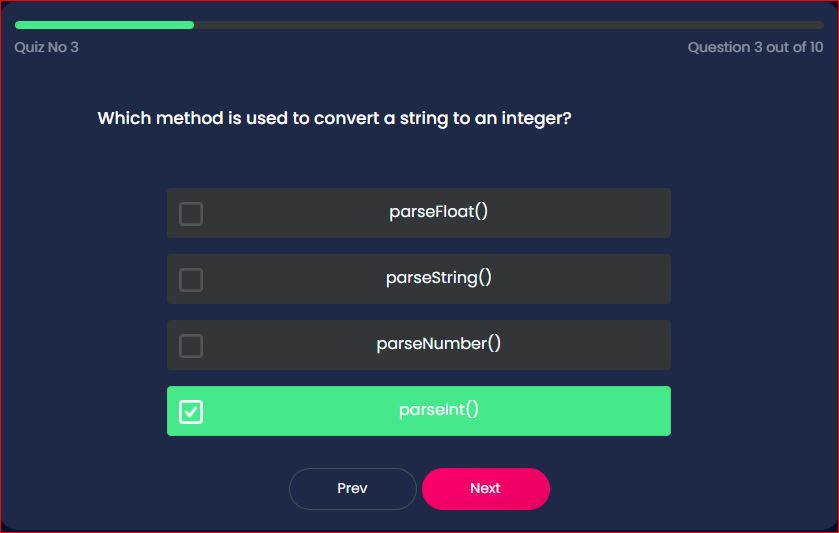 Quiz No 3
Question 3 out of 10
Which method is used to convert a string to an integer?
parseFloat()
parseString()
parseNumber()
parseInt()
Prev
Next